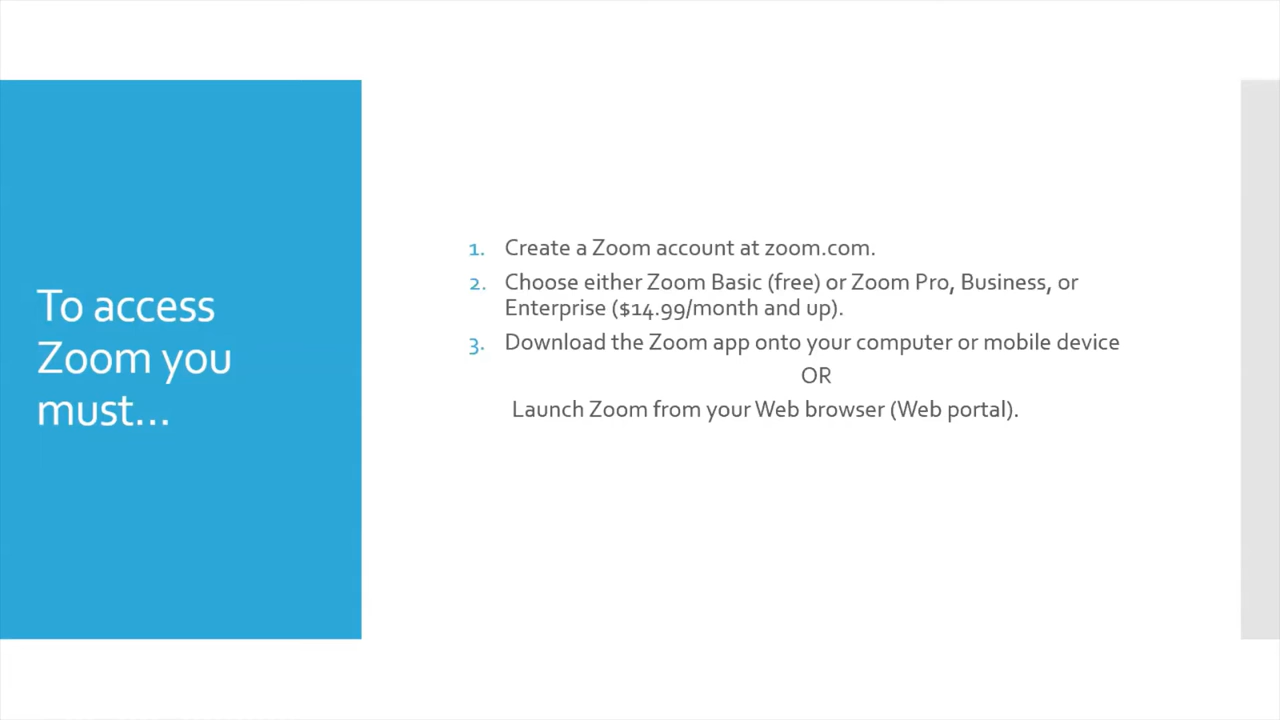 To access
Zoom you
must...
1. Create a Zoom account at zoom.com.
2. Choose either Zoom Basic (free) or Zoom Pro, Business, or
Enterprise ($14.99/month and up).
3. Download the Zoom app onto your computer or mobile device
OR
Launch Zoom from your Web browser (Web portal).